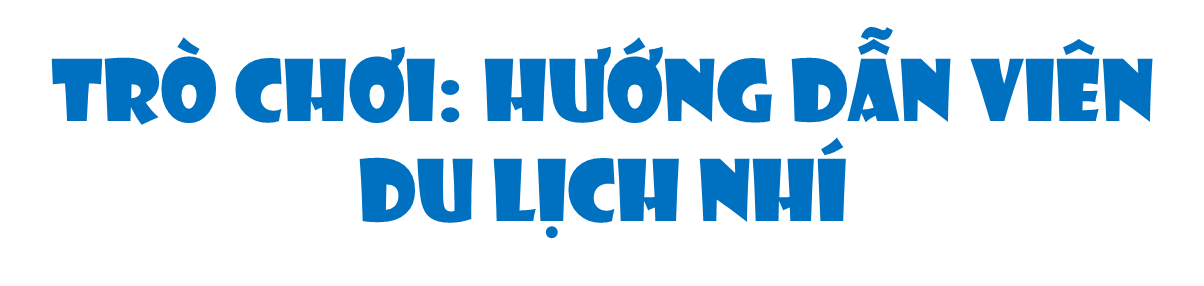 TRÒ CHƠI: HƯỚNG DẪN VIÊN
DU LỊCH NHÍ